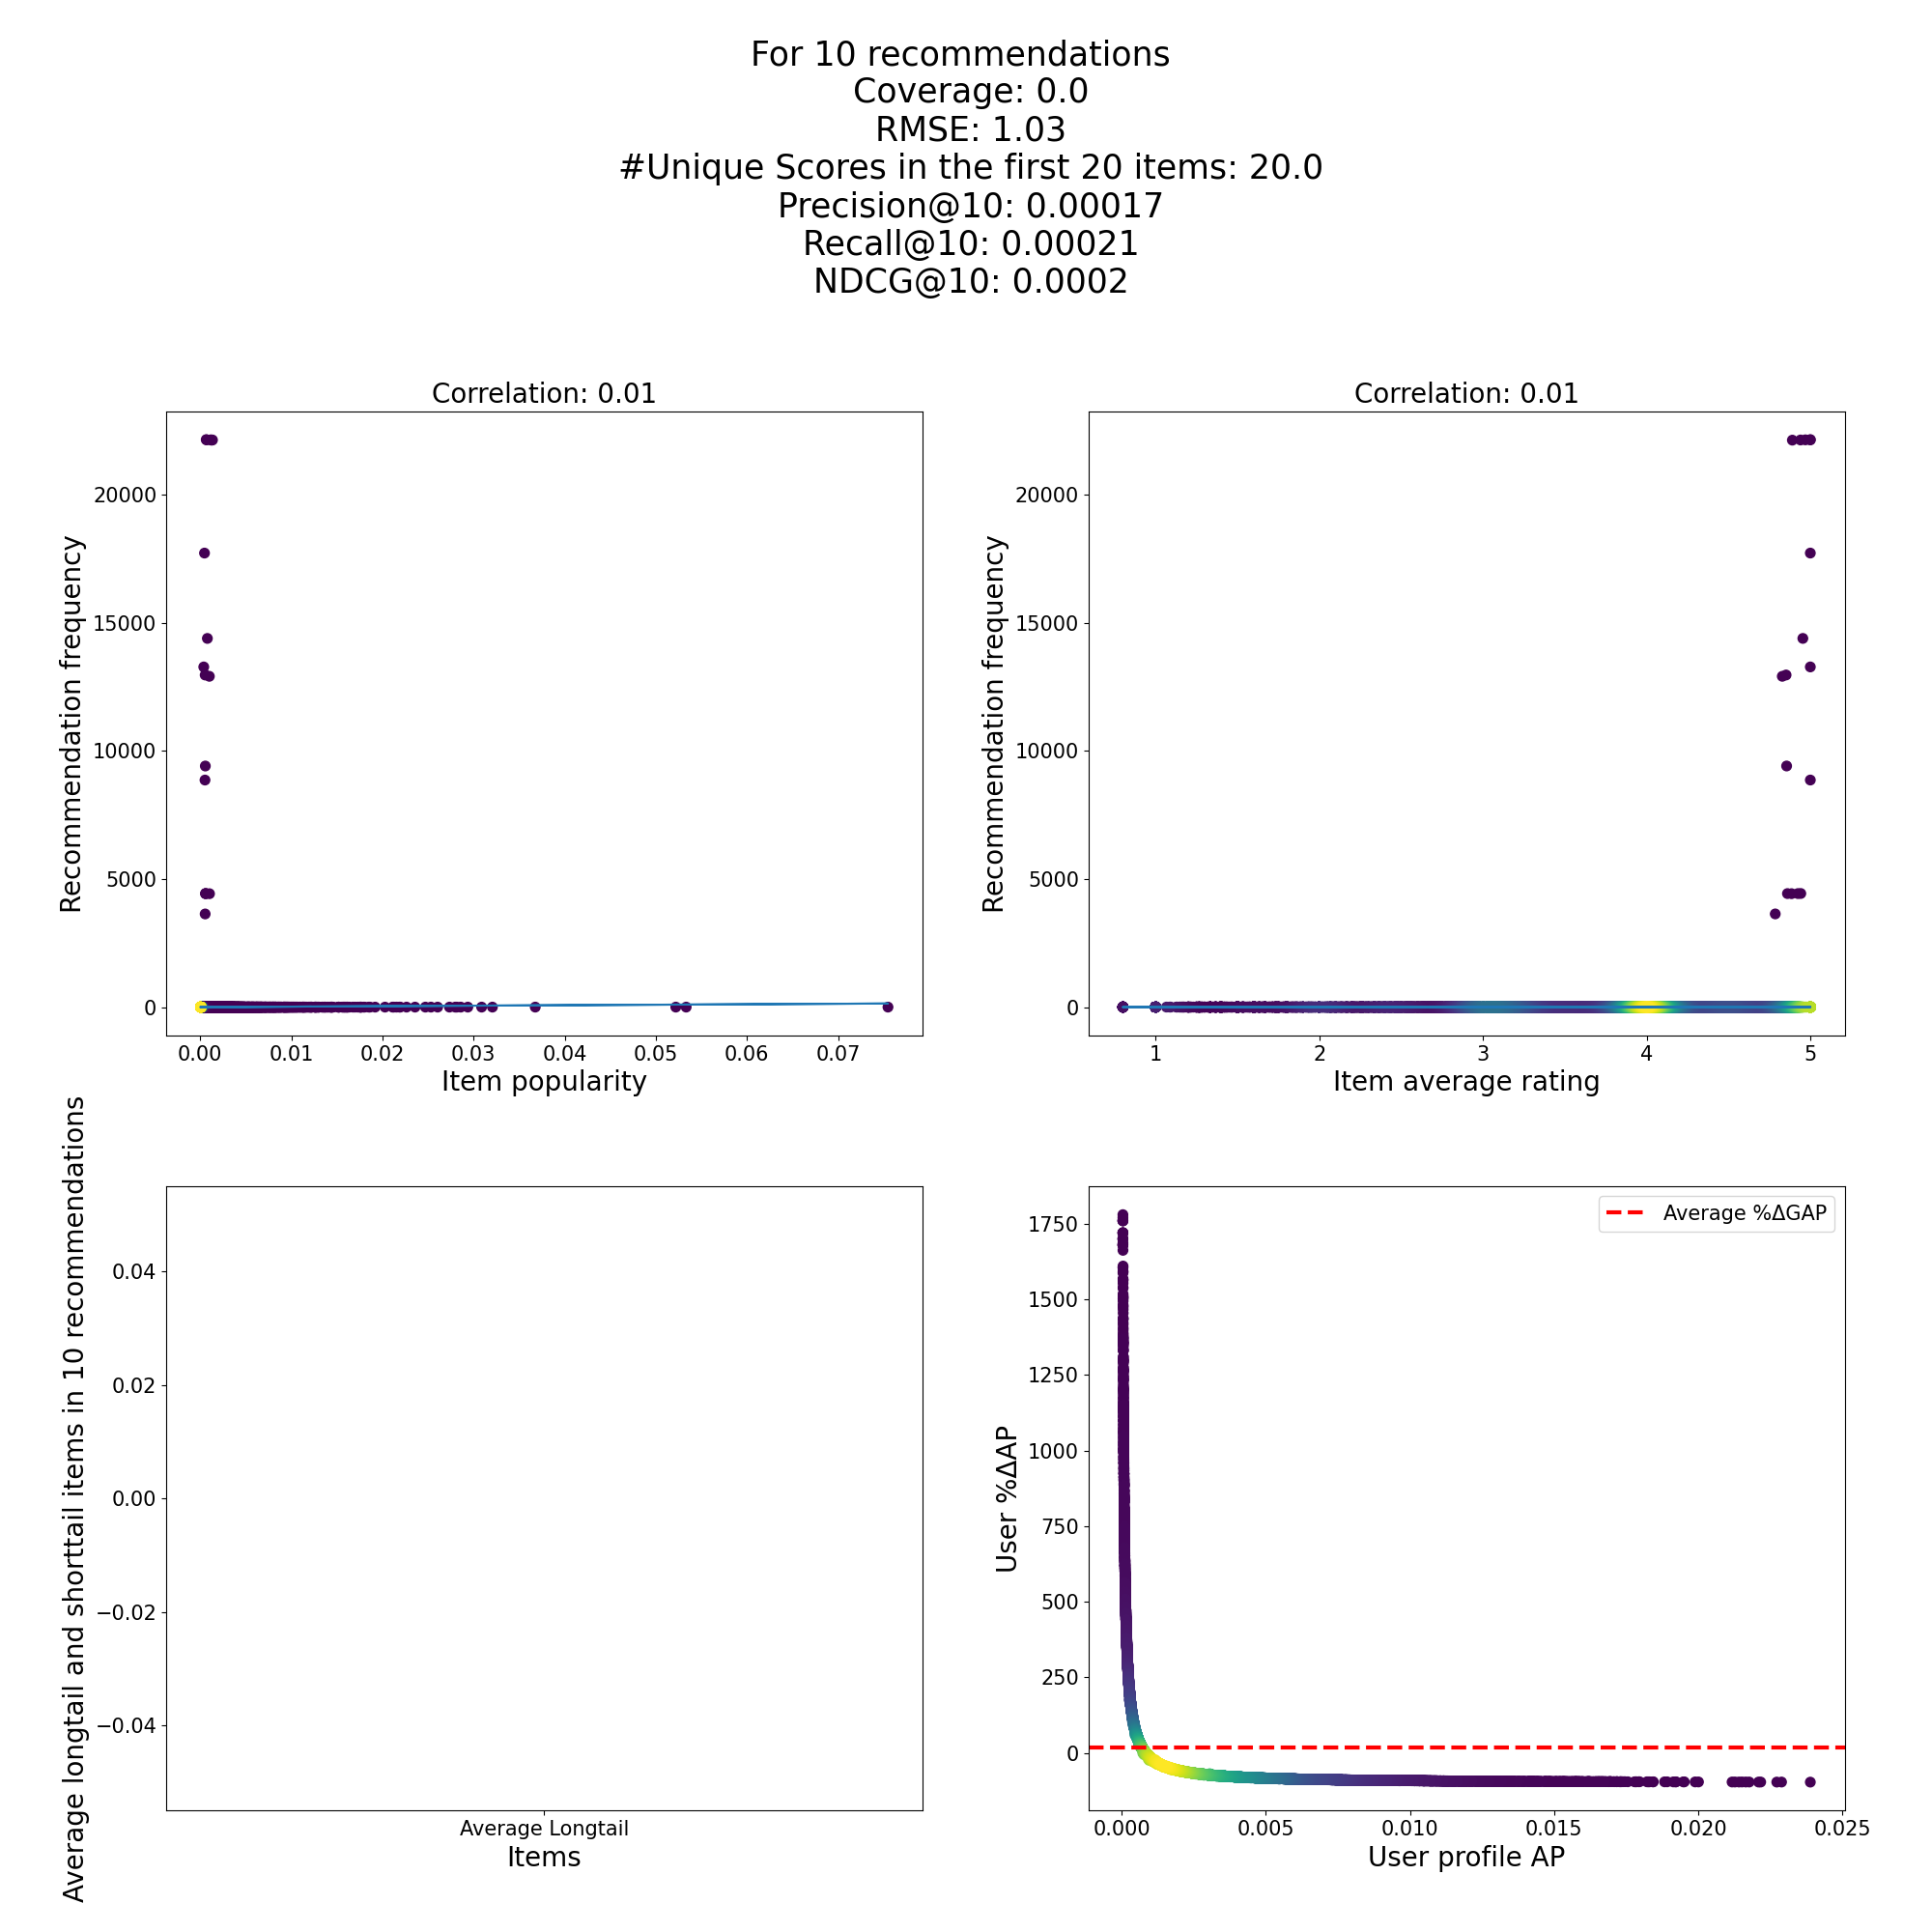 For 10 recommendations
Coverage: 0.0
RMSE: 1.03
#Unique Scores in the first 20 items: 20.0
Precision@10: 0.00017
Recall@10: 0.00021
NDCG@10: 0.0002
Correlation: 0.01
Recommendation frequency
20000
15000
10000
5000
0
0.00 0.01 0.02 0.03 0.04 0.05 0.06 0.07
Item popularity
Correlation: 0.01
Recommendation frequency
20000
15000
10000
5000
0
1 2 3 4 5
Item average rating
Average longtail and shorttail items in 10 recommendations
0.04
0.02
0.00
−0.02
−0.04
Average Longtail
Items
Average %ΔGAP
User %ΔAP
1750
1500
1250
1000
750
500
250
0
0.000 0.005 0.010 0.015 0.020 0.025
User profile AP